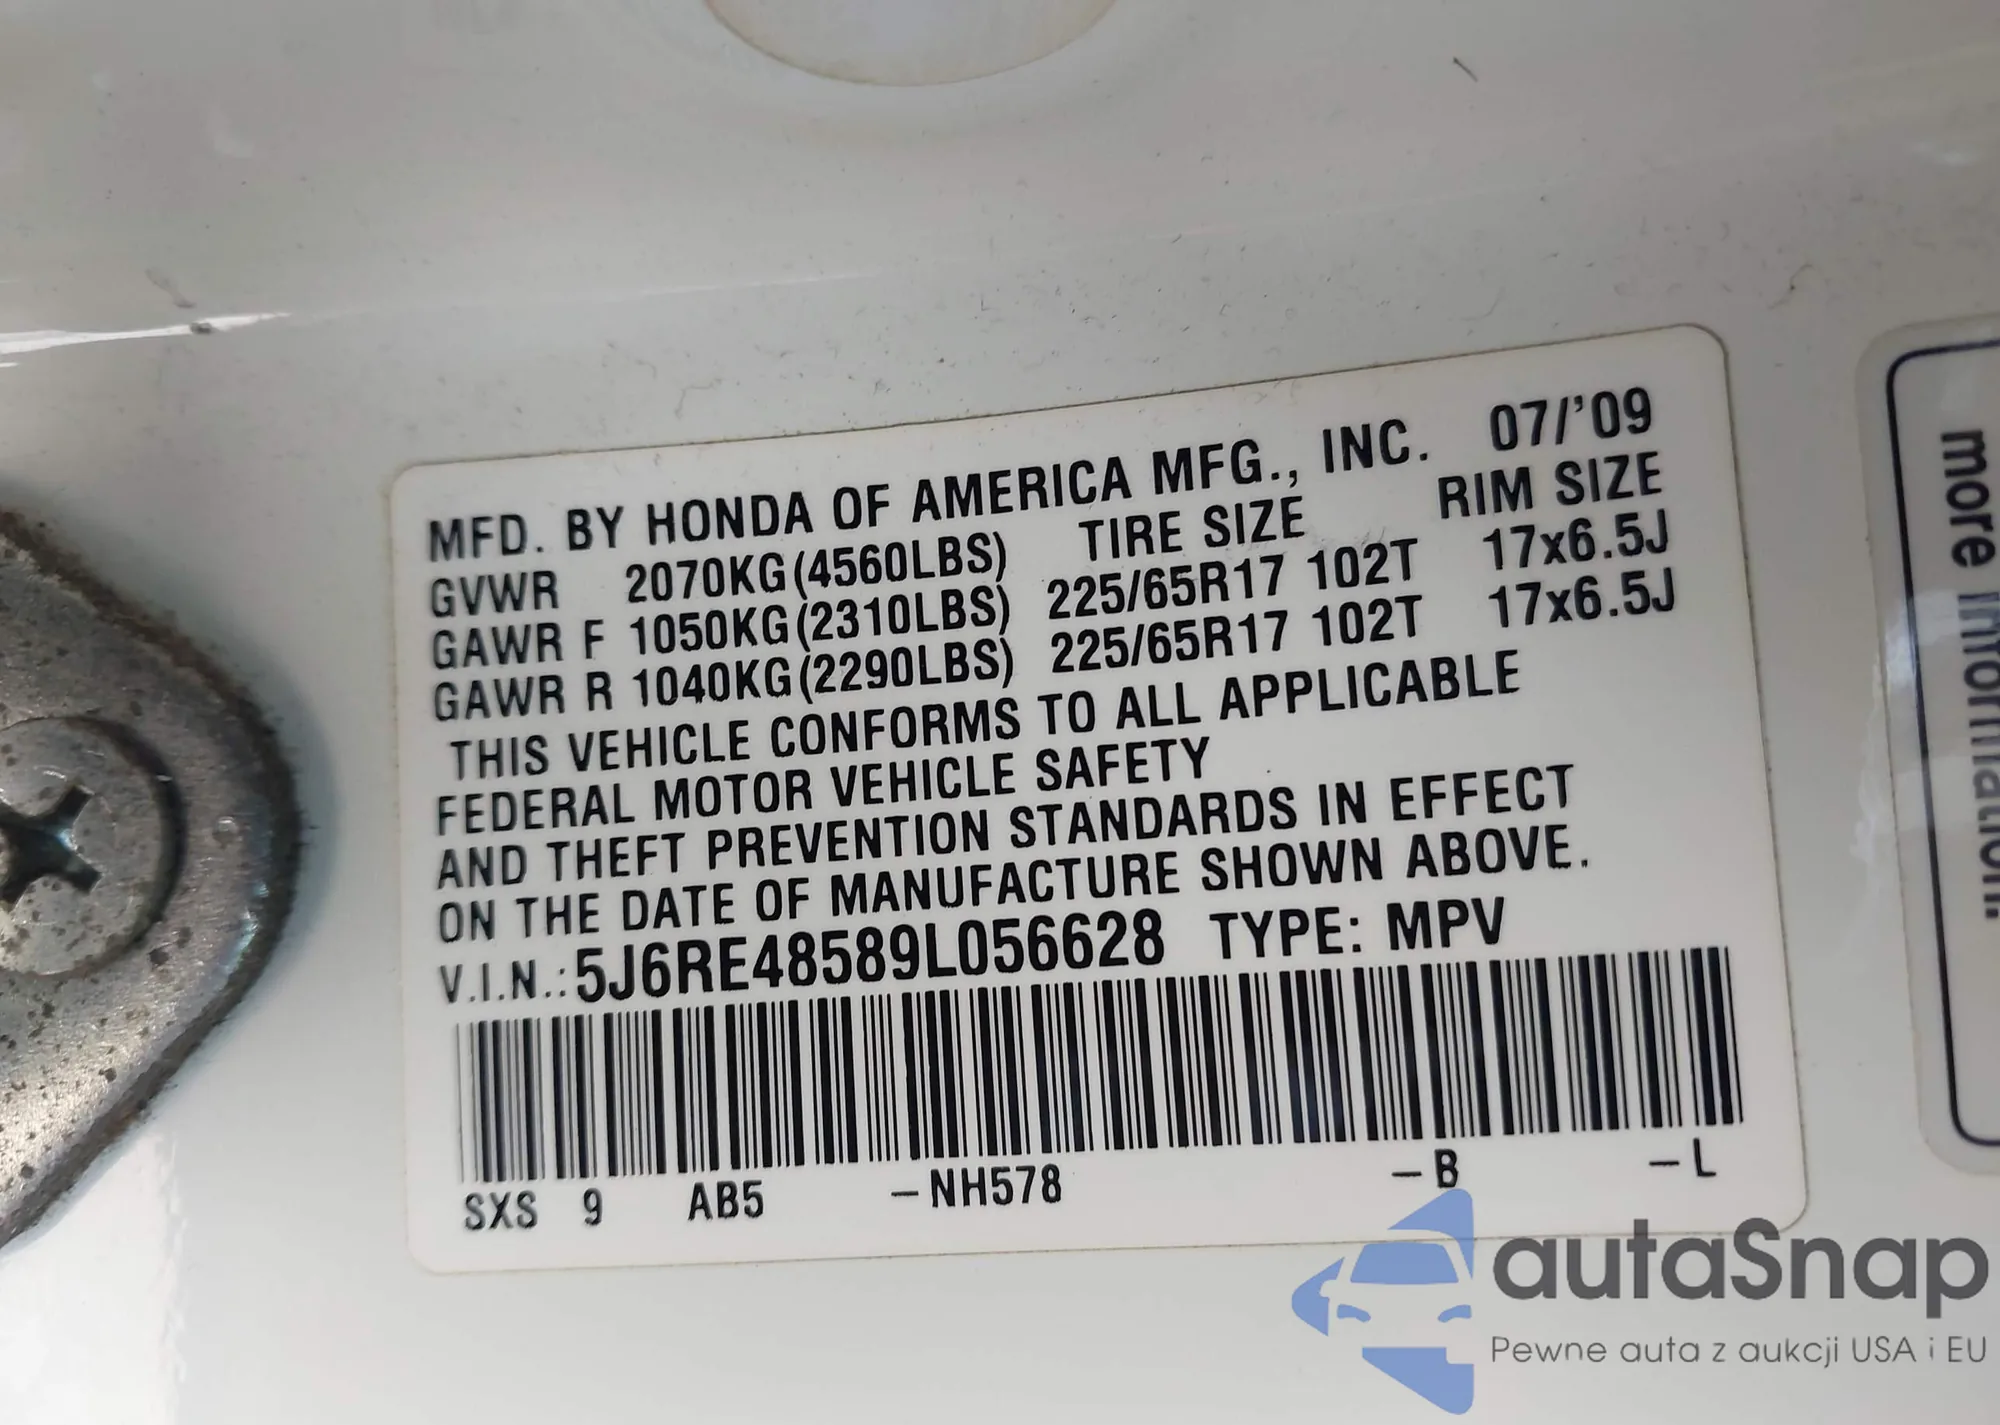 MFD. BY HONDA OF AMERICA MFG., INC. 07/'09
GVWR 2070KG(4560LBS) TIRE SIZE RIM SIZE
GAWR F 1050KG(2310LBS) 225/65R17 102T 17x6.5J
GAWR R 1040KG(2290LBS) 225/65R17 102T 17x6.5J
THIS VEHICLE CONFORMS TO ALL APPLICABLE
FEDERAL MOTOR VEHICLE SAFETY
AND THEFT PREVENTION STANDARDS IN EFFECT
ON THE DATE OF MANUFACTURE SHOWN ABOVE.
V.I.N.: 5J6RE48589L056628 TYPE: MPV
SXS 9 AB5 –NH578 –B –L
more information.
autaSnap
Pewne auta z aukcji USA i EU